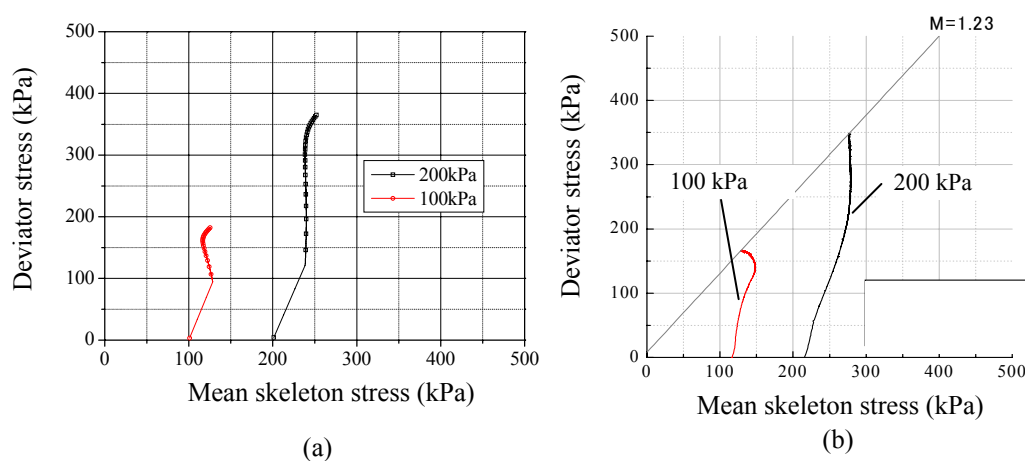 500
400
300
200
100
0
Deviator stress (kPa)
200kPa
100kPa
0 100 200 300 400 500
Mean skeleton stress (kPa)
(a)
M=1.23
500
400
300
200
100
0
Deviator stress (kPa)
100 kPa
200 kPa
0 100 200 300 400 500
Mean skeleton stress (kPa)
(b)